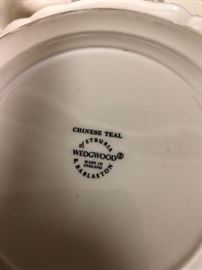 CHINESE TEAL
of ETRURIA
WEDGWOOD®
MADE IN
ENGLAND
& BARLASTON